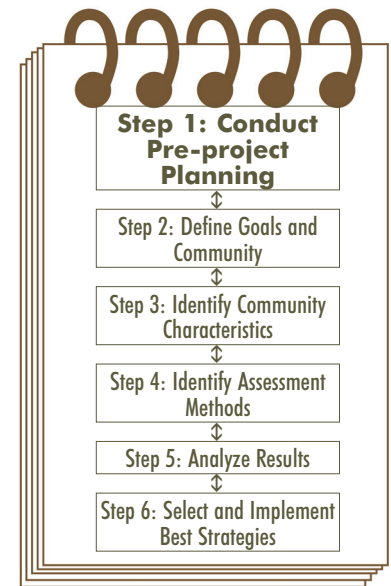 Step 1: Conduct
Pre-project
Planning
Step 2: Define Goals and
Community
Step 3: Identify Community
Characteristics
Step 4: Identify Assessment
Methods
Step 5: Analyze Results
Step 6: Select and Implement
Best Strategies